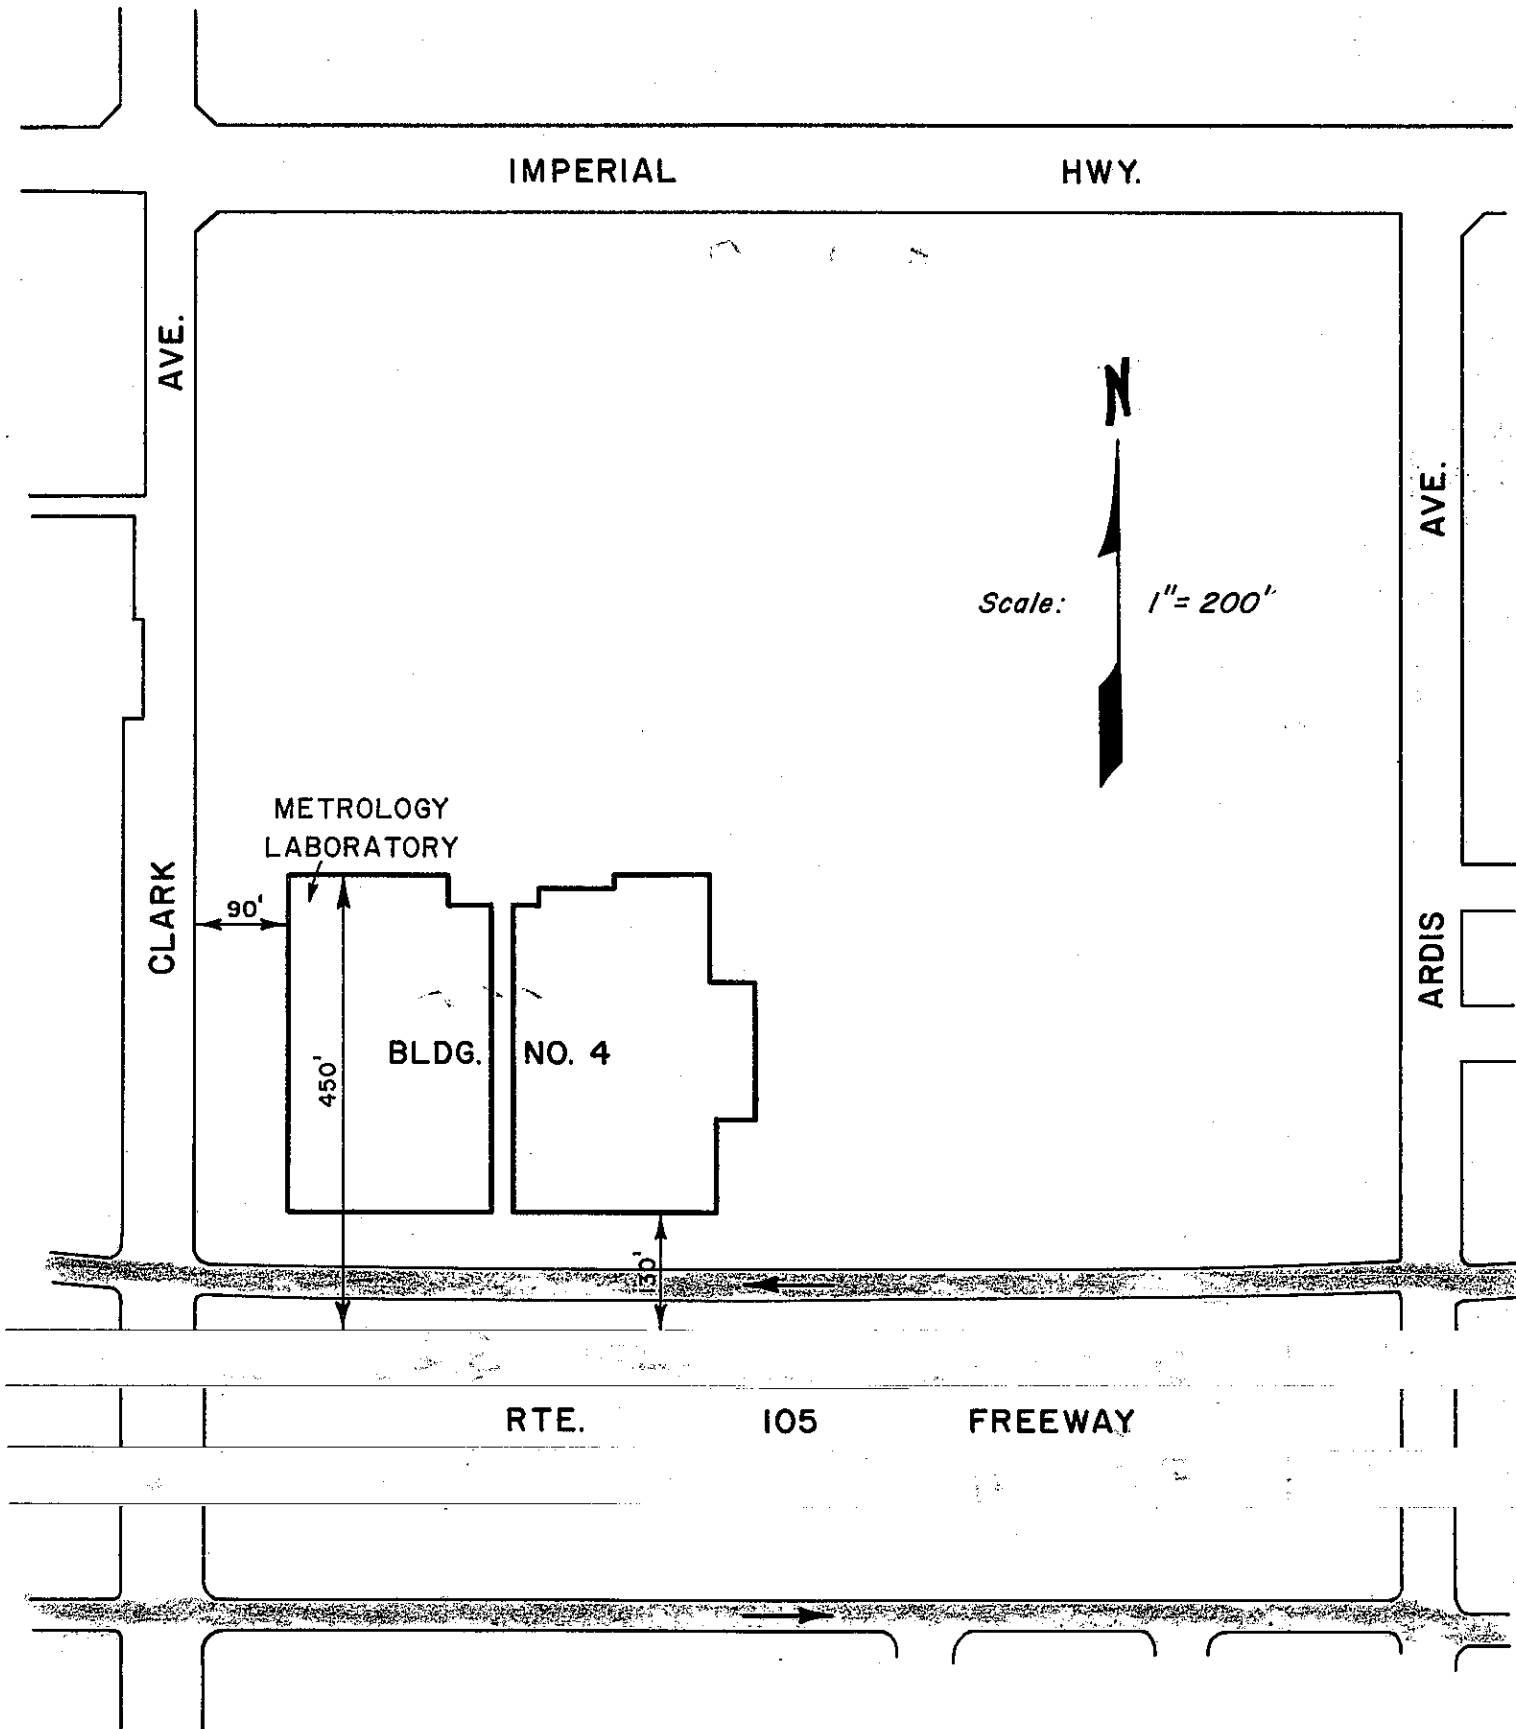 IMPERIAL HWY.
AVE.
N
AVE.
Scale: 1"= 200''
METROLOGY
LABORATORY
CLARK
90'
ARDIS
BLDG. NO. 4
450'
130'
RTE. 105 FREEWAY